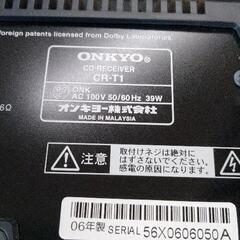 foreign patents licensed from Dolby Laboratories.
ONKYO®
CD RECEIVER
CR-T1
ONK
AC 100V 50/60 Hz 39W
オンキヨー株式会社
MADE IN MALAYSIA
6Ω
注意
取付けネジは絶対に
はずさないでください。
感電の原因になります。
06年製 SERIAL 56X0606050A